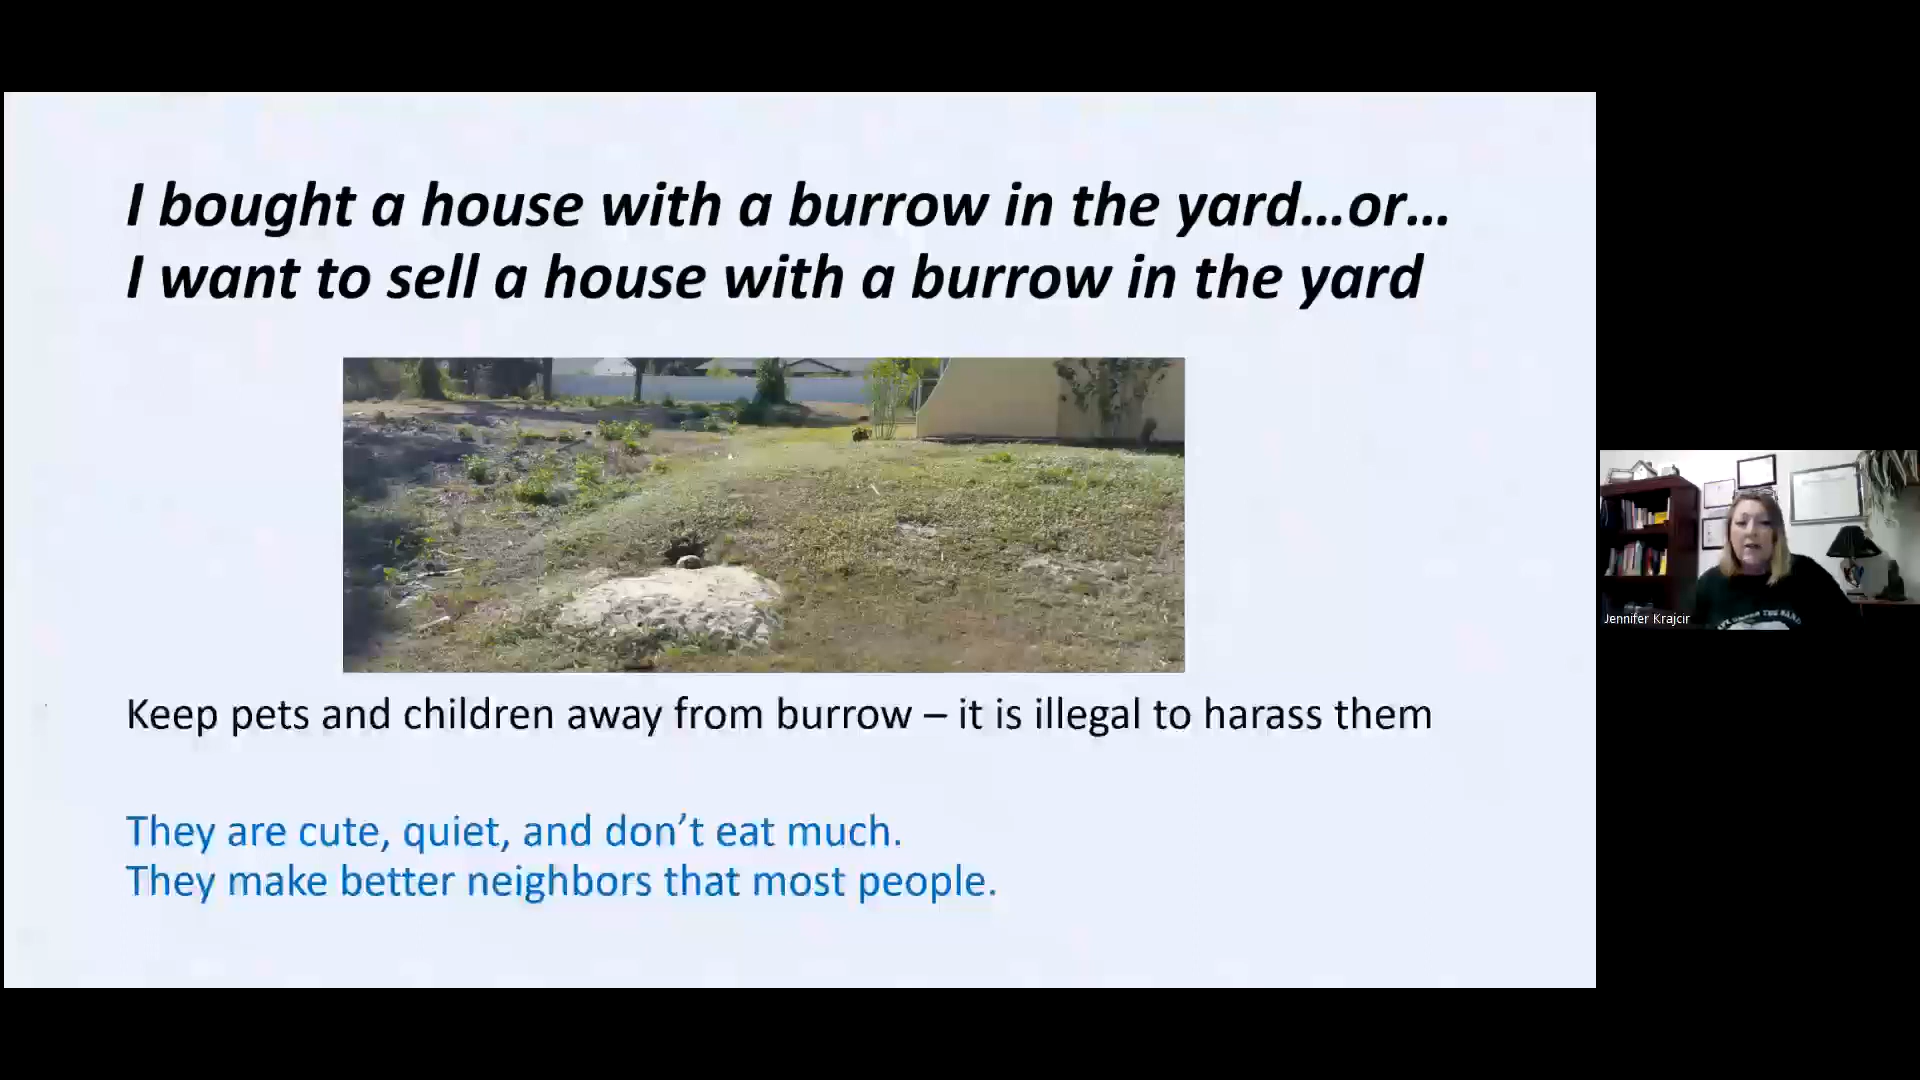 I bought a house with a burrow in the yard…or…
I want to sell a house with a burrow in the yard
Keep pets and children away from burrow – it is illegal to harass them
They are cute, quiet, and don’t eat much.
They make better neighbors that most people.
Jennifer Krajcir